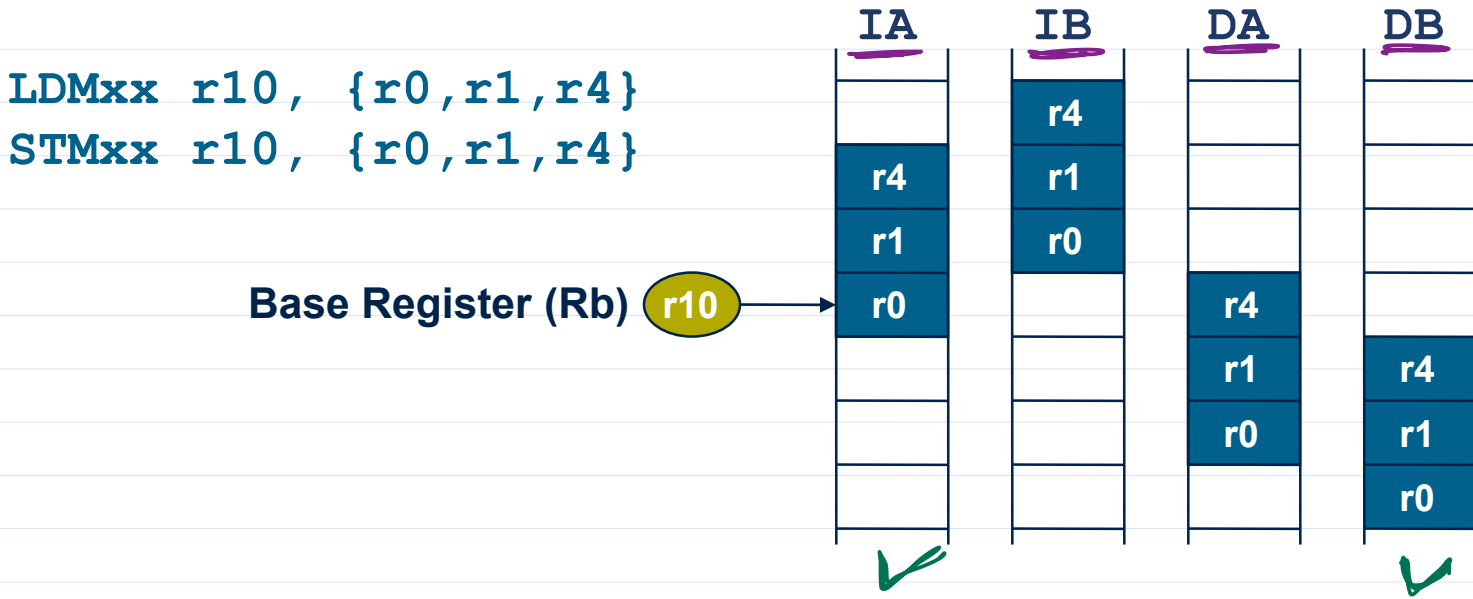 IA IB DA DB
LDMxx r10, {r0,r1,r4}
STMxx r10, {r0,r1,r4}
r4
r4 r1
r1 r0
Base Register (Rb) r10 r0 r4
r1 r4
r0 r1
r0